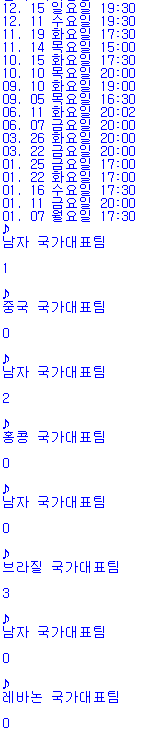 12. 15 일요일 19:30
12. 11 수요일 19:30
11. 19 화요일 17:30
11. 14 목요일 15:00
10. 15 화요일 17:30
10. 10 목요일 20:00
09. 10 화요일 19:00
09. 05 목요일 16:30
06. 11 화요일 20:02
06. 07 금요일 20:00
03. 26 화요일 20:00
03. 22 금요일 20:00
01. 25 금요일 17:00
01. 22 화요일 17:00
01. 16 수요일 17:30
01. 11 금요일 20:00
01. 07 월요일 17:30
♪
남자 국가대표팀
1
♪
중국 국가대표팀
0
♪
남자 국가대표팀
2
♪
홍콩 국가대표팀
0
♪
남자 국가대표팀
0
♪
브라질 국가대표팀
3
♪
남자 국가대표팀
0
♪
레바논 국가대표팀
0